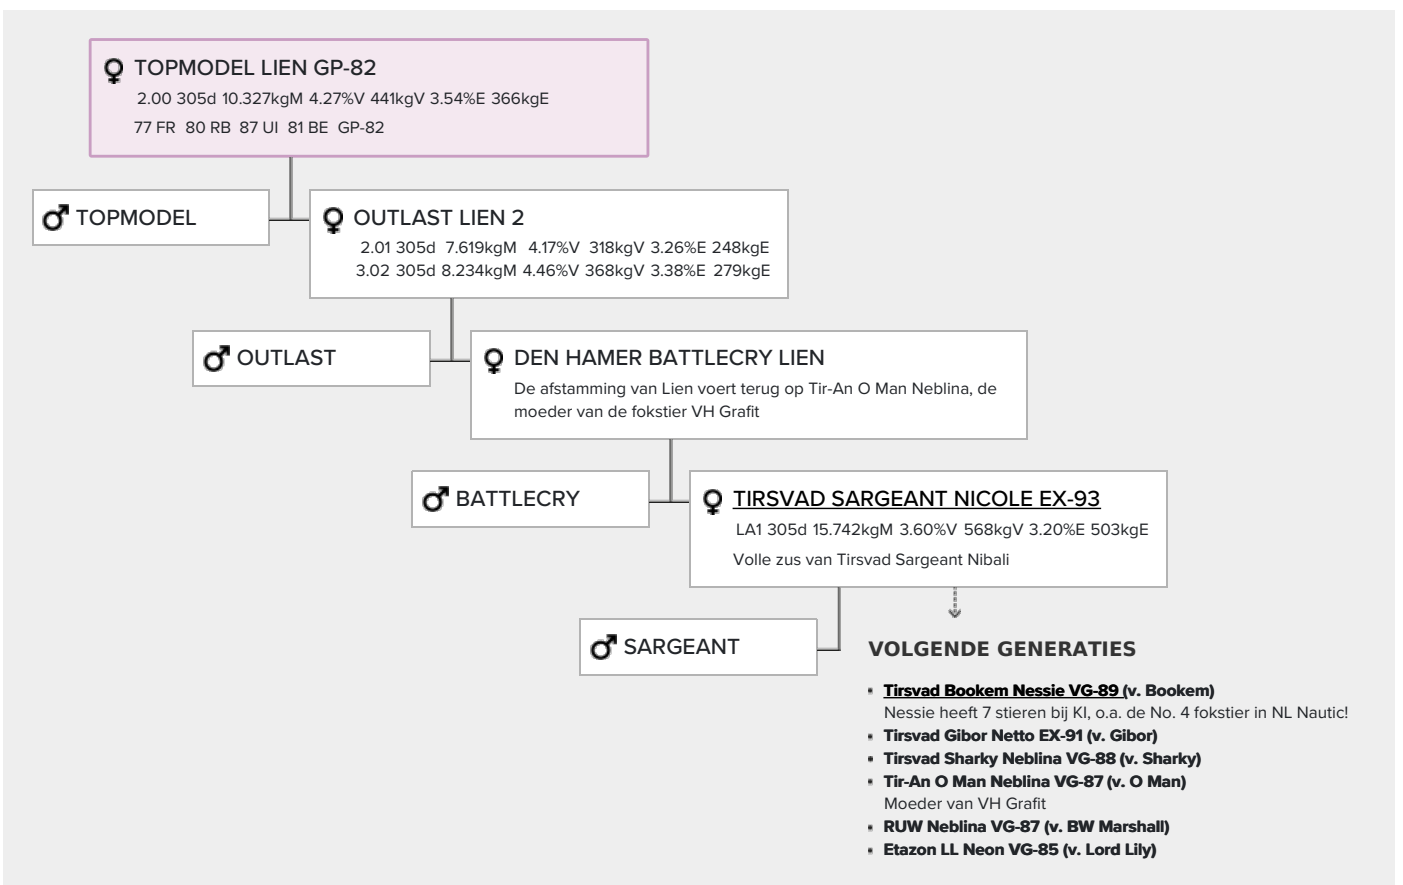 TOPMODEL LIEN GP-82
2.00 305d 10.327kgM 4.27%V 441kgV 3.54%E 366kgE
77 FR 80 RB 87 UI 81 BE GP-82
TOPMODEL
OUTLAST LIEN 2
2.01 305d 7.619kgM 4.17%V 318kgV 3.26%E 248kgE
3.02 305d 8.234kgM 4.46%V 368kgV 3.38%E 279kgE
OUTLAST
DEN HAMER BATTLECRY LIEN
De afstamming van Lien voert terug op Tir-An O Man Neblina, de
moeder van de fokstier VH Grafit
BATTLECRY
TIRSVAD SARGEANT NICOLE EX-93
LA1 305d 15.742kgM 3.60%V 568kgV 3.20%E 503kgE
Volle zus van Tirsvad Sargeant Nibali
SARGEANT
VOLGENDE GENERATIES
Tirsvad Bookem Nessie VG-89 (v. Bookem)
Nessie heeft 7 stieren bij KI, o.a. de No. 4 fokstier in NL Nautic!
Tirsvad Gibor Netto EX-91 (v. Gibor)
Tirsvad Sharky Neblina VG-88 (v. Sharky)
Tir-An O Man Neblina VG-87 (v. O Man)
Moeder van VH Grafit
RUW Neblina VG-87 (v. BW Marshall)
Etazon LL Neon VG-85 (v. Lord Lily)